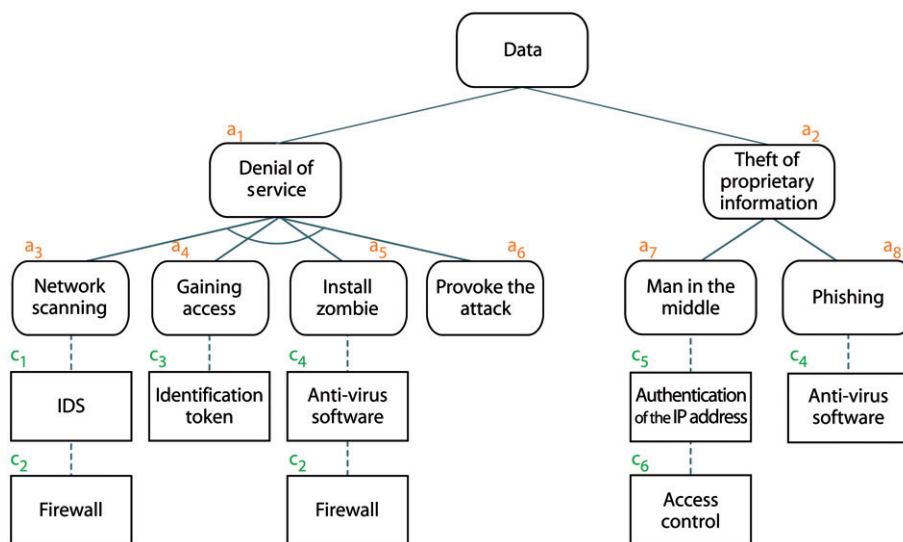 Data
a1
a2
Denial of
service
Theft of
proprietary
information
a3
a4
a5
a6
a7
a8
Network
scanning
Gaining
access
Install
zombie
Provoke the
attack
Man in the
middle
Phishing
c1
c3
c4
c5
c4
IDS
Identification
token
Anti-virus
software
Authentication
of the IP address
Anti-virus
software
c2
c2
c6
Firewall
Firewall
Access
control